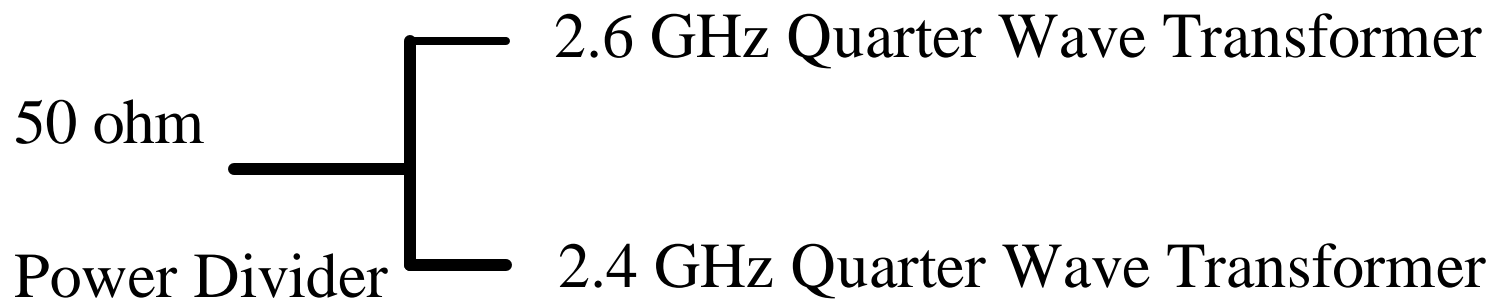 2.6 GHz Quarter Wave Transformer
50 ohm
Power Divider
2.4 GHz Quarter Wave Transformer